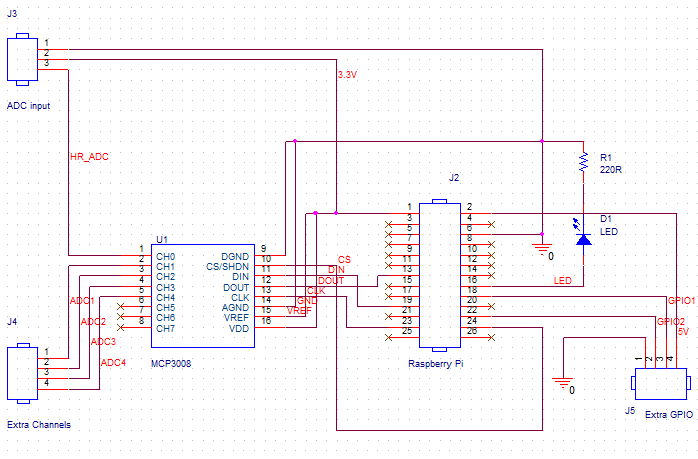 J3
1
2
3
ADC input
3.3V
HR_ADC
R1
220R
J2
D1
LED
0
U1
1 CH0 DGND 9
2 CH1 CS/SHDN 10 CS
3 CH2 DIN 11 DIN
4 CH3 DOUT 12 DOUT
5 CH4 CLK 13 CLK
6 CH5 AGND 14 GND
7 CH6 VREF 15 VREF
8 CH7 VDD 16
MCP3008
1 2
3 4
5 6
7 8
9 10
11 12
13 14
15 16
17 18
19 20
21 22
23 24
25 26
Raspberry Pi
LED
GPIO1
GPIO2
5V
ADC1
ADC2
ADC3
ADC4
J4
1
2
3
4
Extra Channels
0
1 2 3 4
J5
Extra GPIO